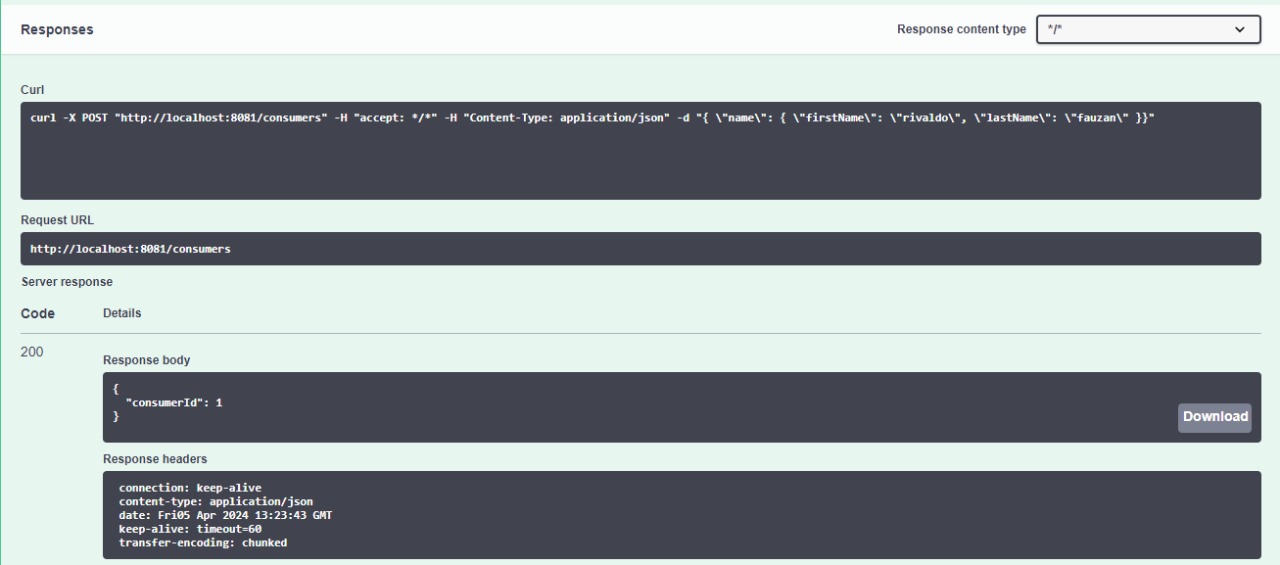 Responses
Response content type
*/*
Curl
curl -X POST "http://localhost:8081/consumers" -H "accept: */*" -H "Content-Type: application/json" -d "{ \"name\": { \"firstName\": \"rivaldo\", \"lastName\": \"fauzan\" }}"
Request URL
http://localhost:8081/consumers
Server response
Code
Details
200
Response body
{
  "consumerId": 1
}
Download
Response headers
connection: keep-alive
content-type: application/json
date: Fri05 Apr 2024 13:23:43 GMT
keep-alive: timeout=60
transfer-encoding: chunked